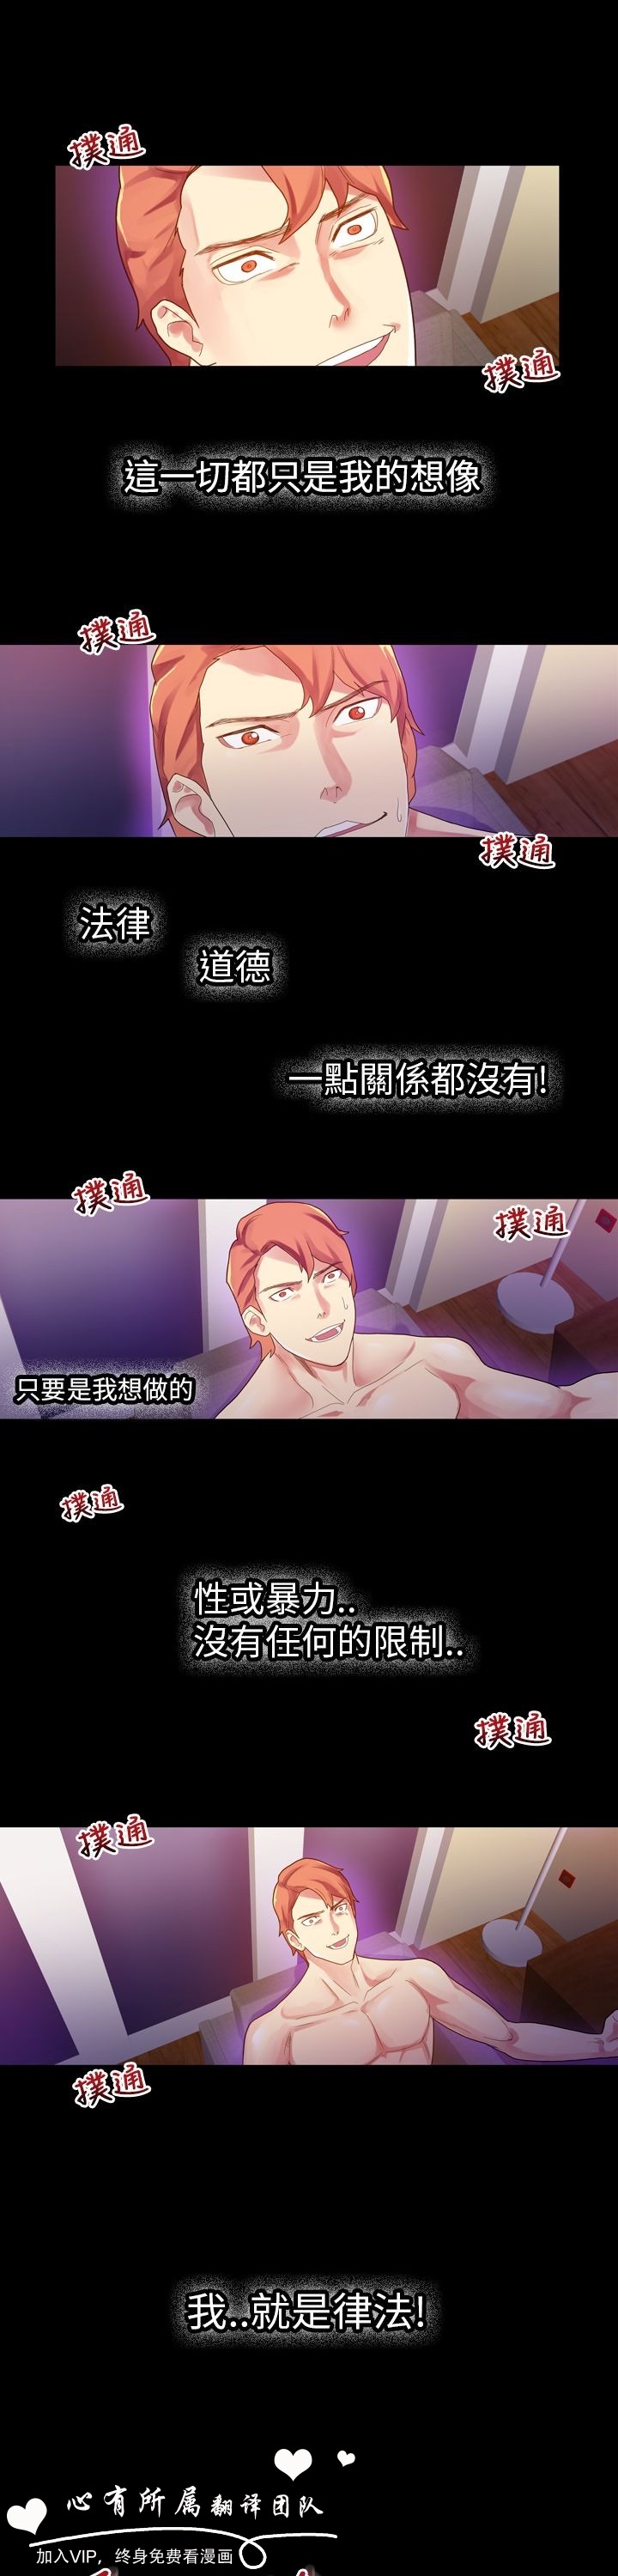 撲通
撲通
這一切都只是我的想像
撲通
撲通
法律
道德
一點關係都沒有!
撲通
撲通
只要是我想做的
撲通
性或暴力..
沒有任何的限制..
撲通
撲通
撲通
我..就是律法!
心有所属翻译团队
加入VIP，终身免费看漫画